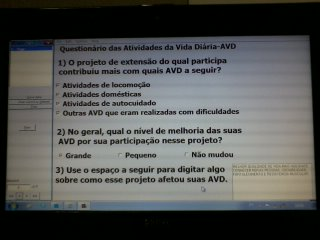 Questionário das Atividades da Vida Diária-AVD
1) O projeto de extensão do qual participa
contribuiu mais com quais AVD a seguir?
Atividades de locomoção
Atividades domésticas
Atividades de autocuidado
Outras AVD que eram realizadas com dificuldades
2) No geral, qual o nível de melhoria das suas
AVD por sua participação nesse projeto?
Grande Pequeno Não mudou
3) Use o espaço a seguir para digitar algo
sobre como esse projeto afetou suas AVD.